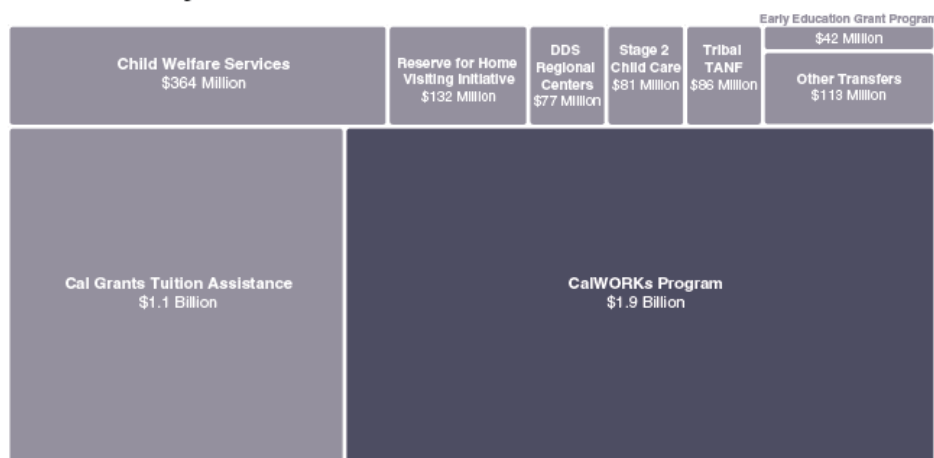 Early Education Grant Program
$42 Million
Child Welfare Services
$364 Million
Reserve for Home
Visiting Initiative
$132 Million
DDS
Regional
Centers
$77 Million
Stage 2
Child Care
$81 Million
Tribal
TANF
$86 Million
Other Transfers
$113 Million
Cal Grants Tuition Assistance
$1.1 Billion
CalWORKs Program
$1.9 Billion